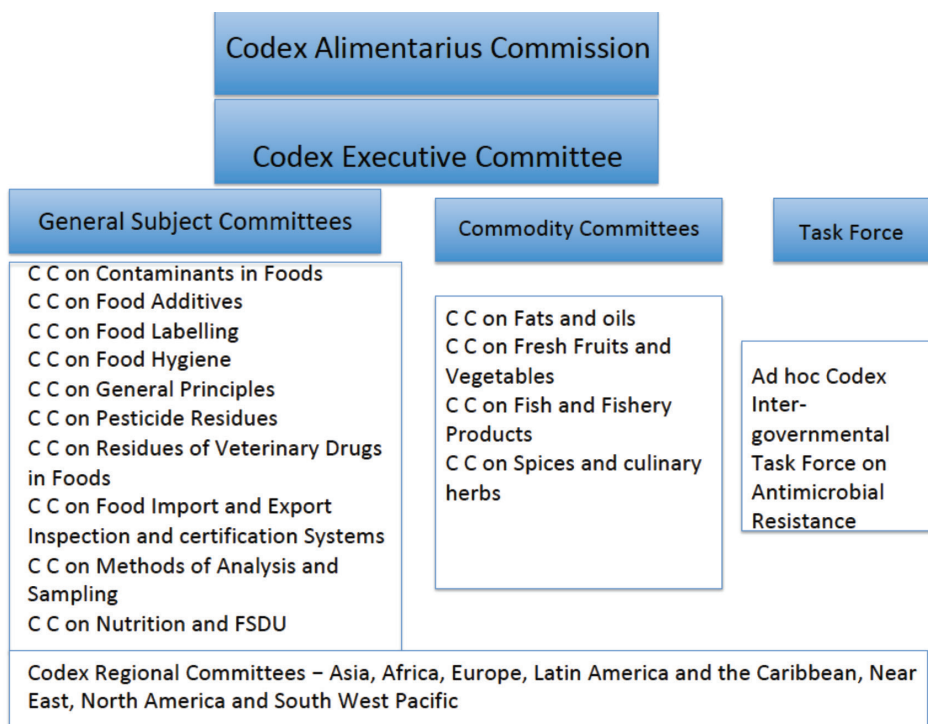 Codex Alimentarius Commission
Codex Executive Committee
General Subject Committees
C C on Contaminants in Foods
C C on Food Additives
C C on Food Labelling
C C on Food Hygiene
C C on General Principles
C C on Pesticide Residues
C C on Residues of Veterinary Drugs
in Foods
C C on Food Import and Export
Inspection and certification Systems
C C on Methods of Analysis and
Sampling
C C on Nutrition and FSDU
Commodity Committees
C C on Fats and oils
C C on Fresh Fruits and
Vegetables
C C on Fish and Fishery
Products
C C on Spices and culinary
herbs
Task Force
Ad hoc Codex
Inter-
governmental
Task Force on
Antimicrobial
Resistance
Codex Regional Committees – Asia, Africa, Europe, Latin America and the Caribbean, Near
East, North America and South West Pacific